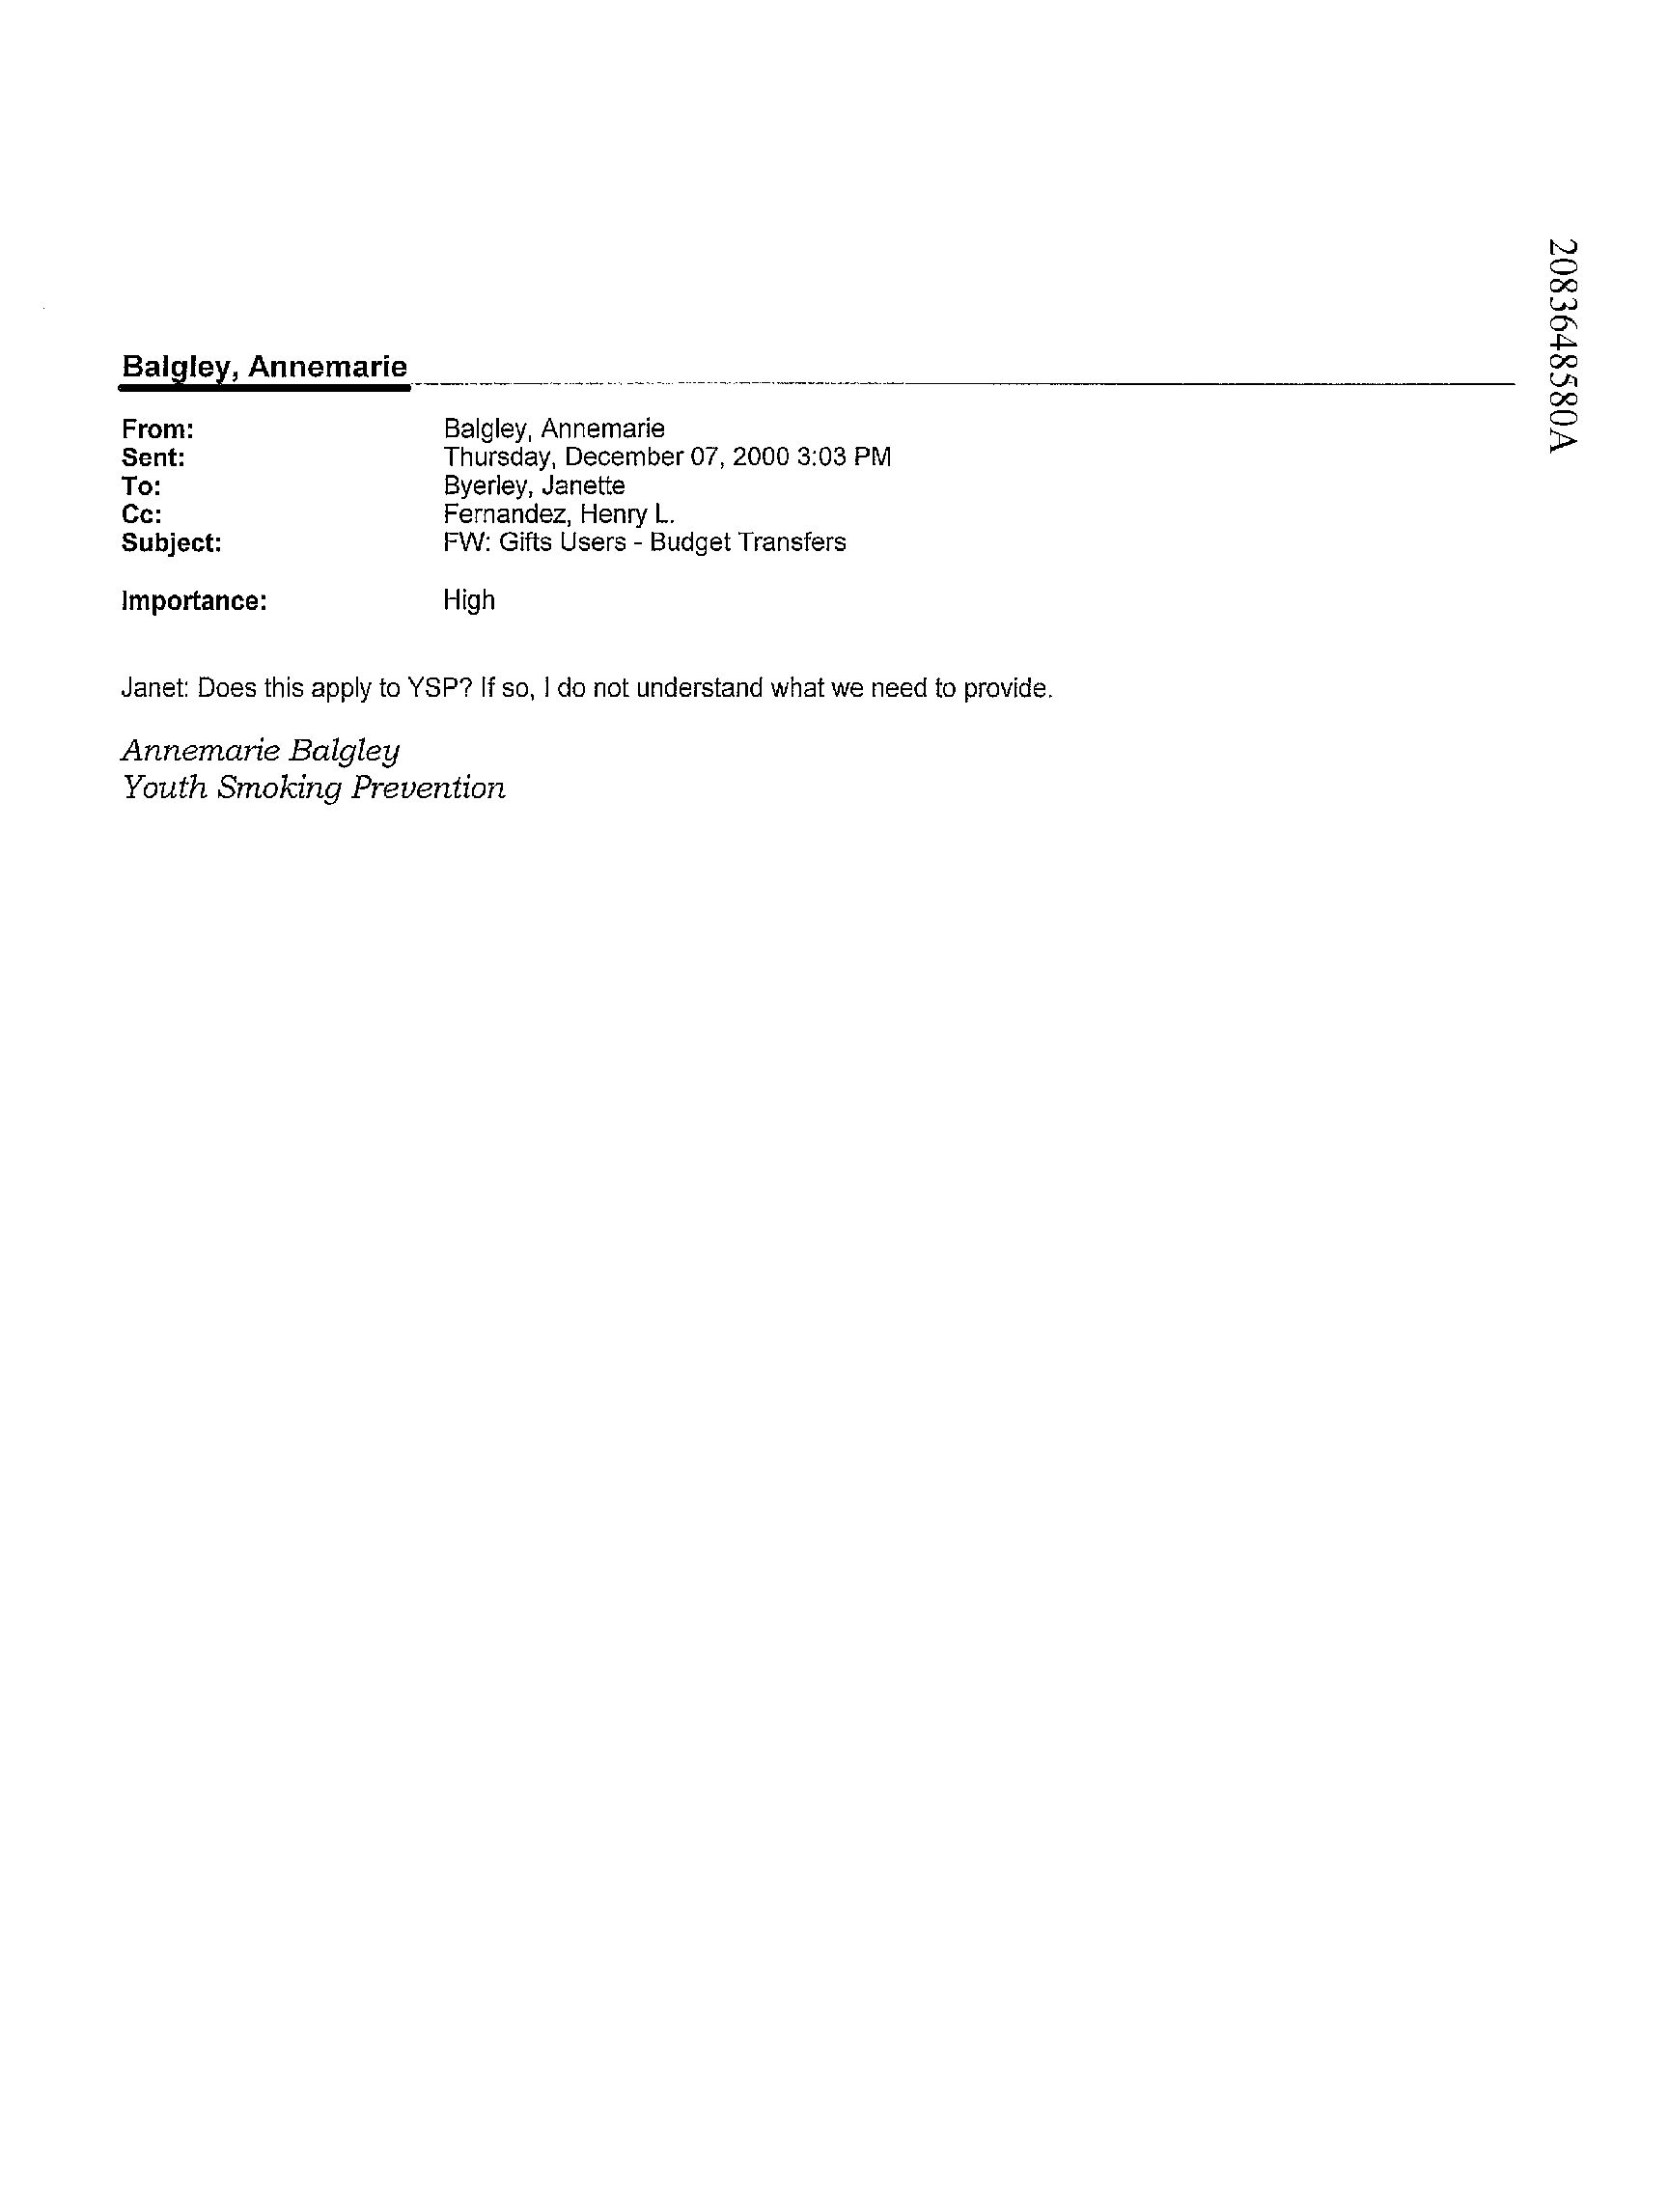 2083648580A
Balgley, Annemarie
From: Balgley, Annemarie
Sent: Thursday, December 07, 2000 3:03 PM
To: Byerley, Janette
Cc: Fernandez, Henry L.
Subject: FW: Gifts Users - Budget Transfers
Importance: High
Janet: Does this apply to YSP? If so, I do not understand what we need to provide.
Annemarie Balgley
Youth Smoking Prevention